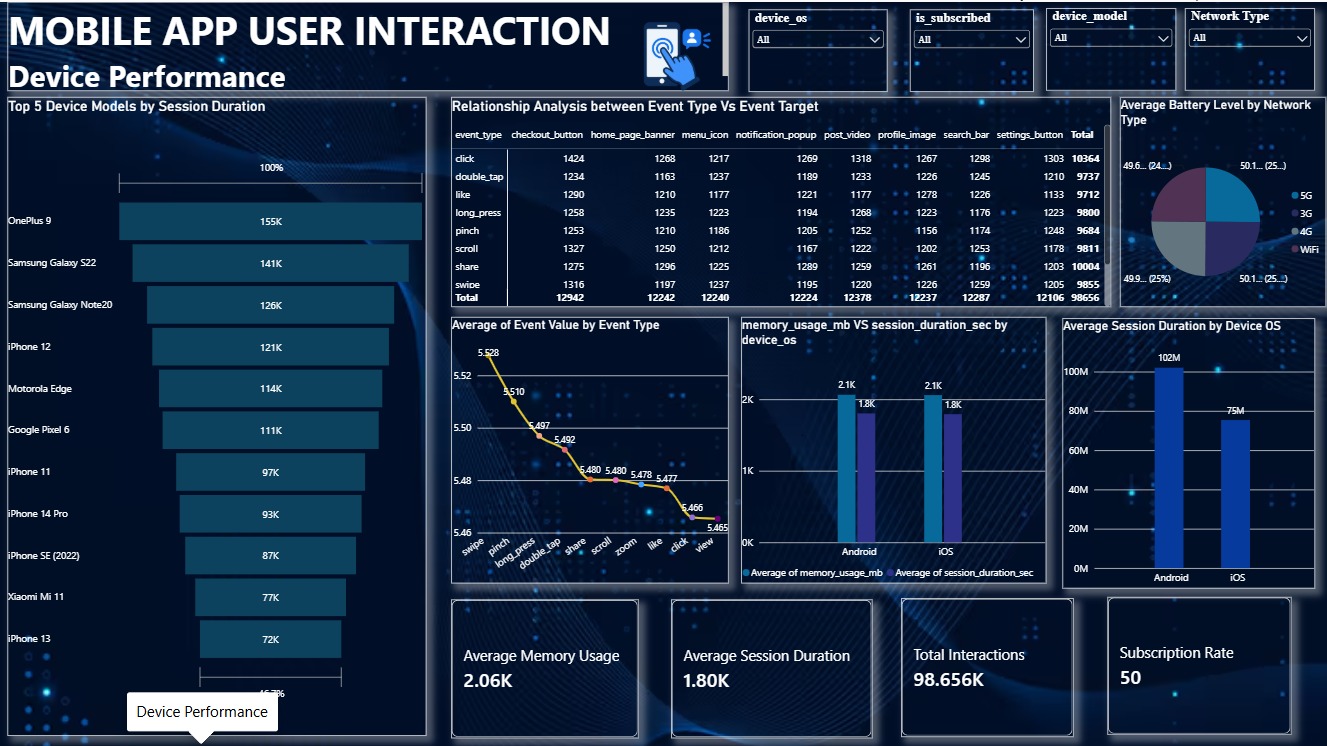 MOBILE APP USER INTERACTION
Device Performance
device_os
All
is_subscribed
All
device_model
All
Network Type
All
Top 5 Device Models by Session Duration
100%
OnePlus 9 155K
Samsung Galaxy S22 141K
Samsung Galaxy Note20 126K
iPhone 12 121K
Motorola Edge 114K
Google Pixel 6 111K
iPhone 11 97K
iPhone 14 Pro 93K
iPhone SE (2022) 87K
Xiaomi Mi 11 77K
iPhone 13 72K
Device Performance
Relationship Analysis between Event Type Vs Event Target
event_type checkout_button home_page_banner menu_icon notification_popup post_video profile_image search_bar settings_button Total
click 1424 1268 1217 1269 1318 1267 1298 1303 10364
double_tap 1234 1163 1237 1189 1233 1226 1245 1210 9737
like 1290 1210 1177 1221 1177 1278 1226 1133 9712
long_press 1258 1235 1223 1194 1268 1223 1176 1223 9800
pinch 1253 1210 1186 1205 1252 1156 1174 1248 9684
scroll 1327 1250 1212 1167 1222 1202 1253 1178 9811
share 1275 1296 1225 1289 1259 1261 1196 1203 10004
swipe 1316 1197 1237 1195 1220 1226 1259 1205 9855
Total 12942 12242 12240 12224 12378 12237 12287 12106 98656
Average Battery Level by Network
Type
49.6... (24...) 50.1... (25...)
5G
3G
4G
WiFi
49.9... (25%) 50.1... (25...)
Average of Event Value by Event Type
5.52
5.50
5.48
5.46
5.528
5.510
5.497
5.492
5.480
5.480
5.478
5.477
5.466
5.465
swipe
pinch
long_press
double_tap
share
scroll
zoom
like
click
view
memory_usage_mb VS session_duration_sec by
device_os
2K
1K
0K
2.1K
1.8K
2.1K
1.8K
Android iOS
Average of memory_usage_mb Average of session_duration_sec
Average Session Duration by Device OS
100M
80M
60M
40M
20M
0M
102M
75M
Android iOS
Average Memory Usage
2.06K
Average Session Duration
1.80K
Total Interactions
98.656K
Subscription Rate
50